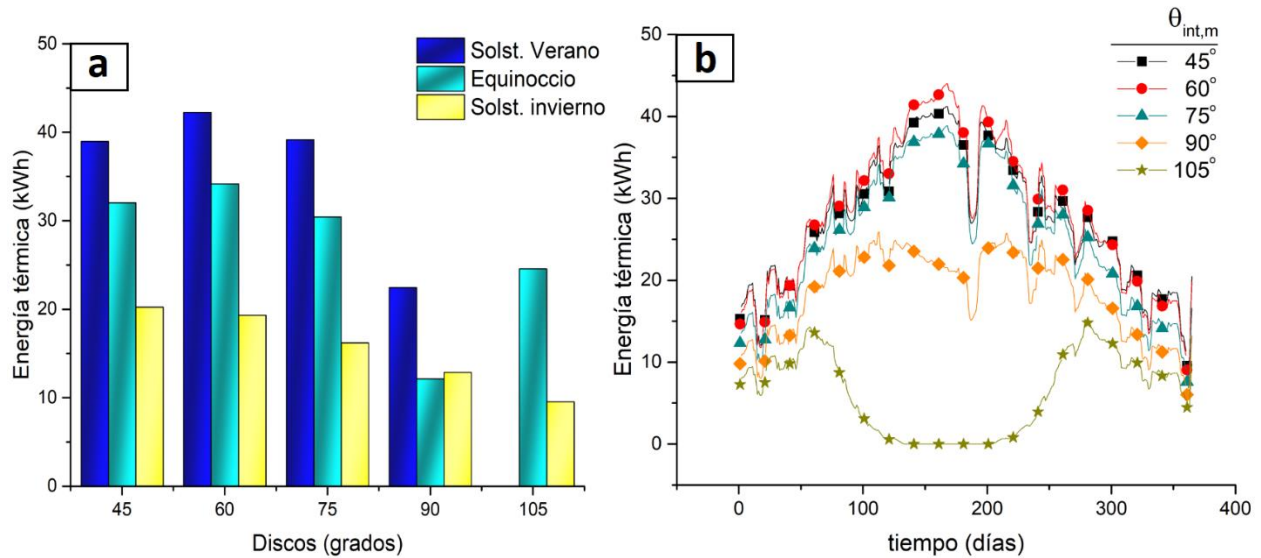 a
Solst. Verano
Equinoccio
Solst. invierno
Energía térmica (kWh)
50
40
30
20
10
0
45
60
75
90
105
Discos (grados)
b
θint,m
45°
60°
75°
90°
105°
Energía térmica (kWh)
50
40
30
20
10
0
0
100
200
300
400
tiempo (días)